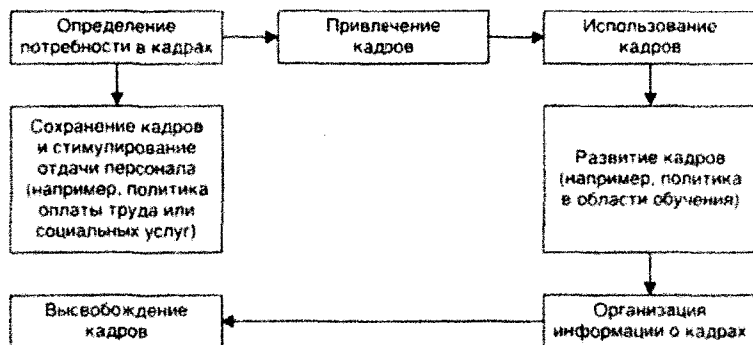 Определение
потребности в кадрах
Привлечение
кадров
Использование
кадров
Сохранение кадров
и стимулирование
отдачи персонала
(например, политика
оплаты труда или
социальных услуг)
Развитие кадров
(например, политика
в области обучения)
Высвобождение
кадров
Организация
информации о кадрах